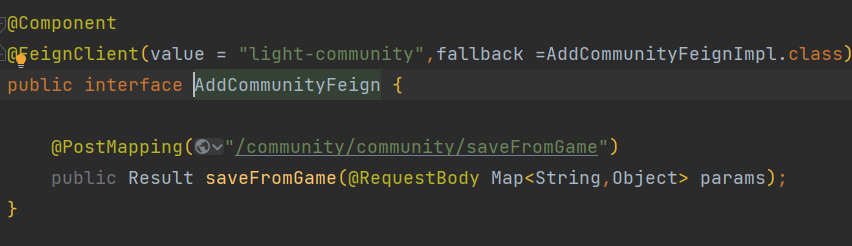 @Component
@FeignClient(value = "light-community",fallback =AddCommunityFeignImpl.class)
public interface AddCommunityFeign {
@PostMapping("/community/community/saveFromGame")
public Result saveFromGame(@RequestBody Map<String,Object> params);
}